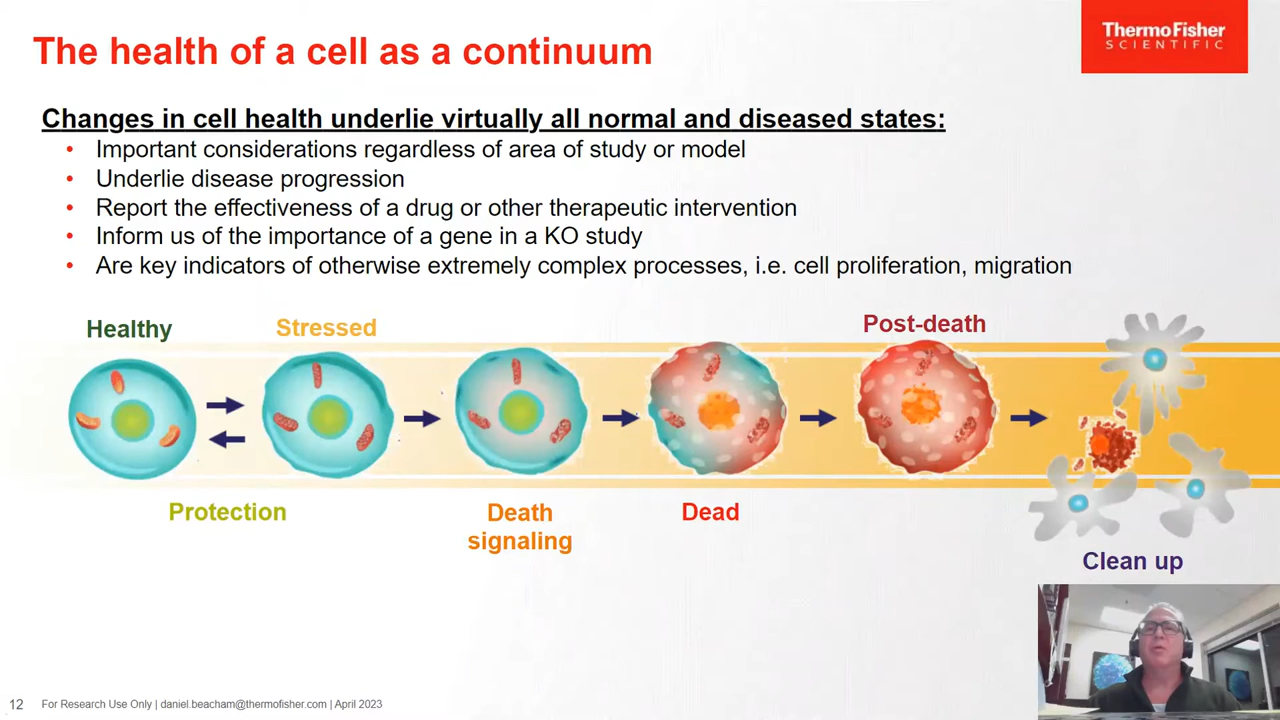 The health of a cell as a continuum
ThermoFisher
SCIENTIFIC
Changes in cell health underlie virtually all normal and diseased states:
• Important considerations regardless of area of study or model
• Underlie disease progression
• Report the effectiveness of a drug or other therapeutic intervention
• Inform us of the importance of a gene in a KO study
• Are key indicators of otherwise extremely complex processes, i.e. cell proliferation, migration
Healthy
Stressed
Post-death
Protection
Death
signaling
Dead
Clean up
12 For Research Use Only | daniel.beacham@thermofisher.com | April 2023